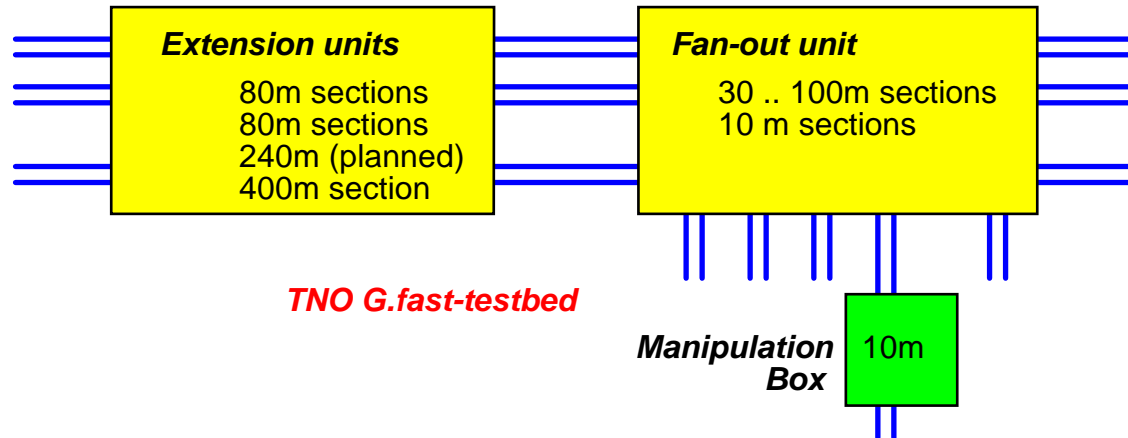 Extension units
80m sections
80m sections
240m (planned)
400m section
Fan-out unit
30 .. 100m sections
10 m sections
TNO G.fast-testbed
Manipulation
Box
10m